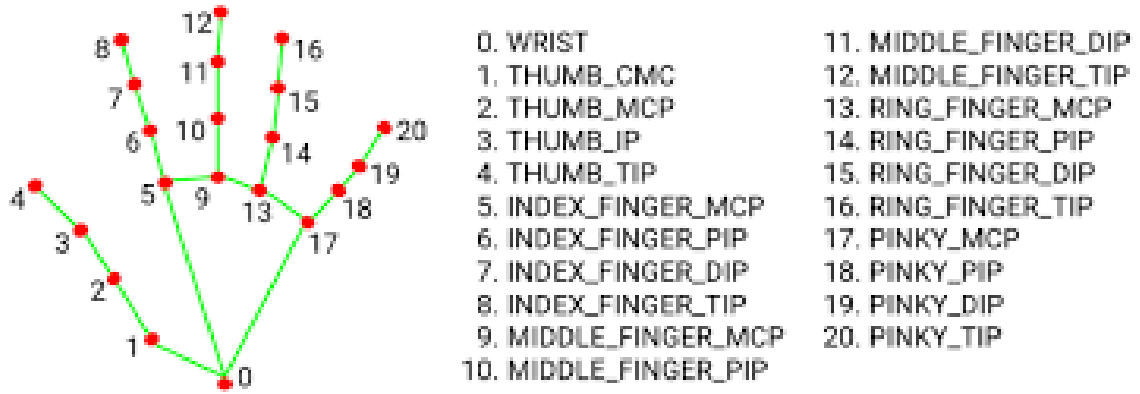 12
8
16
11
7
15
10
6
14
20
19
4
5
9
13
18
3
17
2
1
0
0. WRIST
1. THUMB_CMC
2. THUMB_MCP
3. THUMB_IP
4. THUMB_TIP
5. INDEX_FINGER_MCP
6. INDEX_FINGER_PIP
7. INDEX_FINGER_DIP
8. INDEX_FINGER_TIP
9. MIDDLE_FINGER_MCP
10. MIDDLE_FINGER_PIP
11. MIDDLE_FINGER_DIP
12. MIDDLE_FINGER_TIP
13. RING_FINGER_MCP
14. RING_FINGER_PIP
15. RING_FINGER_DIP
16. RING_FINGER_TIP
17. PINKY_MCP
18. PINKY_PIP
19. PINKY_DIP
20. PINKY_TIP